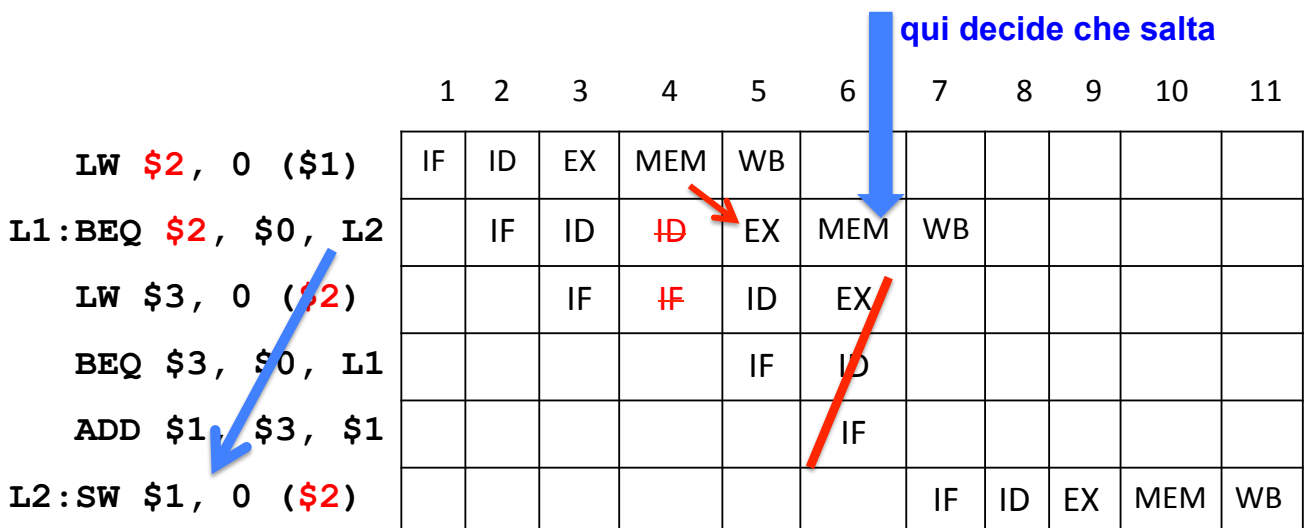 qui decide che salta
1 2 3 4 5 6 7 8 9 10 11
LW $2, 0 ($1) IF ID EX MEM WB
L1:BEQ $2, $0, L2 IF ID ID EX MEM WB
LW $3, 0 ($2) IF IF ID EX
BEQ $3, $0, L1 IF ID
ADD $1, $3, $1 IF
L2:SW $1, 0 ($2) IF ID EX MEM WB